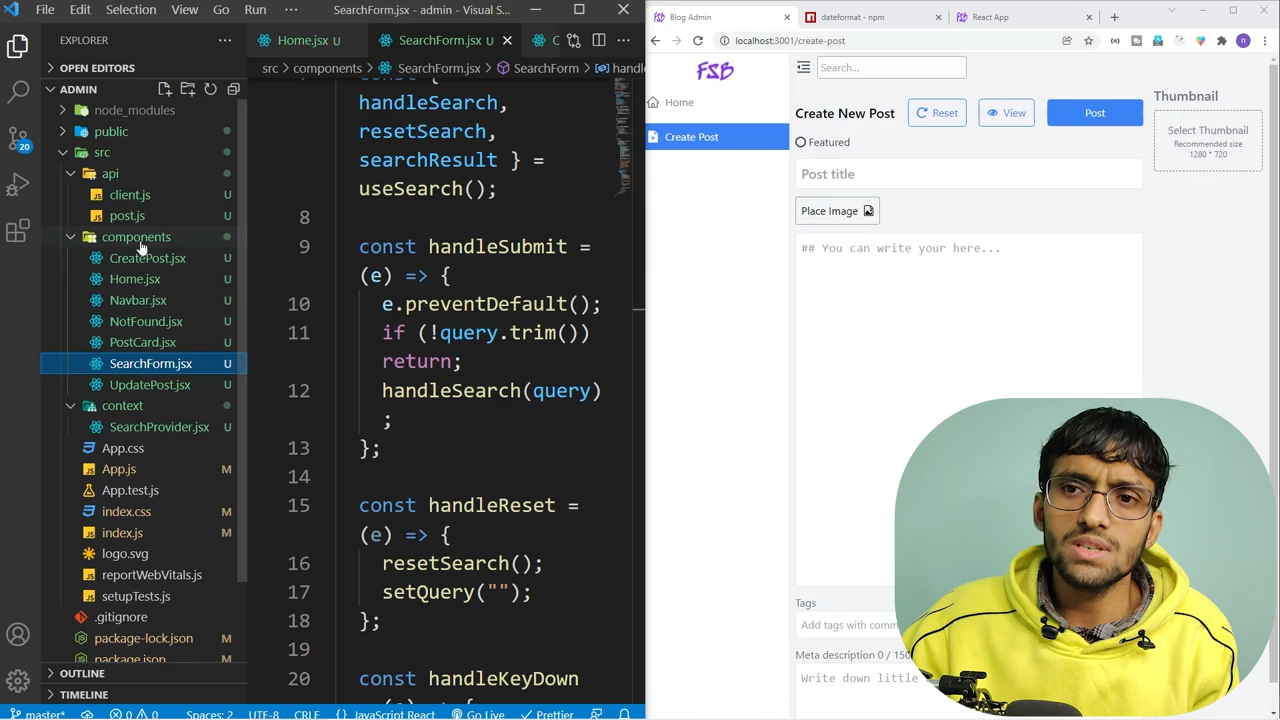 File
Edit
Selection
View
Go
Run
SearchForm.jsx - admin - Visual S...
EXPLORER
OPEN EDITORS
ADMIN
node_modules
public
src
api
client.js U
post.js U
components
CreatePost.jsx U
Home.jsx U
Navbar.jsx U
NotFound.jsx U
PostCard.jsx U
SearchForm.jsx U
UpdatePost.jsx U
context
SearchProvider.jsx U
App.css
App.js M
App.test.js
index.css M
index.js M
logo.svg
reportWebVitals.js
setupTests.js
.gitignore
package-lock.json M
package.json M
OUTLINE
TIMELINE
20
Home.jsx U
SearchForm.jsx U
src > components > SearchForm.jsx > SearchForm > handle
const {
handleSearch,
resetSearch,
searchResult } =
useSearch();
8
9 const handleSubmit =
(e) => {
10 e.preventDefault();
11 if (!query.trim())
return;
12 handleSearch(query)
;
13 };
14
15 const handleReset =
(e) => {
16 resetSearch();
17 setQuery("");
18 };
19
20 const handleKeyDown
master*
0 0
Spaces: 2
UTF-8
CRLF
{ } JavaScript React
Go Live
Prettier
Blog Admin
dateformat - npm
React App
localhost:3001/create-post
n
FSB
Home
Create Post
Search...
Create New Post
Reset
View
Post
Featured
Post title
Place Image
## You can write your here...
Thumbnail
Select Thumbnail
Recommended size
1280 * 720
Tags
Add tags with comm
Meta description 0 / 150
Write down little